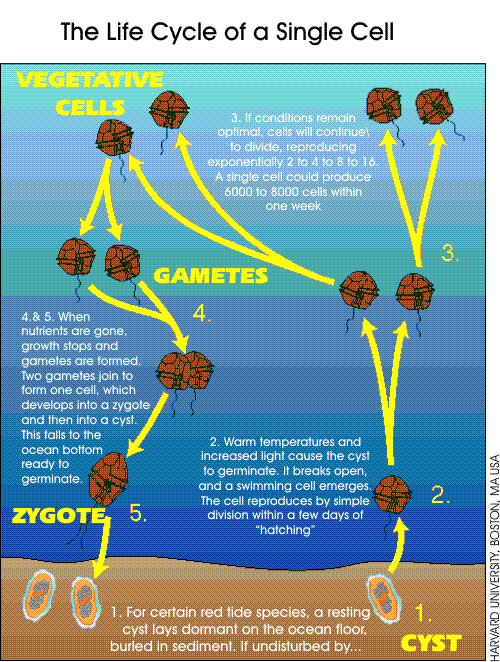 The Life Cycle of a Single Cell
VEGETATIVE
CELLS
3. If conditions remain
optimal, cells will continue\
to divide, reproducing
exponentially 2 to 4 to 8 to 16.
A single cell could produce
6000 to 8000 cells within
one week
3.
GAMETES
4.
4.& 5. When
nutrients are gone,
growth stops and
gametes are formed.
Two gametes join to
form one cell, which
develops into a zygote
and then into a cyst.
This falls to the
ocean bottom
ready to
germinate.
2. Warm temperatures and
increased light cause the cyst
to germinate. It breaks open,
and a swimming cell emerges.
The cell reproduces by simple
division within a few days of
“hatching”
2.
ZYGOTE
5.
1. For certain red tide species, a resting
cyst lays dormant on the ocean floor,
burled in sediment. If undisturbed by...
1.
CYST
HARVARD UNIVERSITY, BOSTON, MA USA